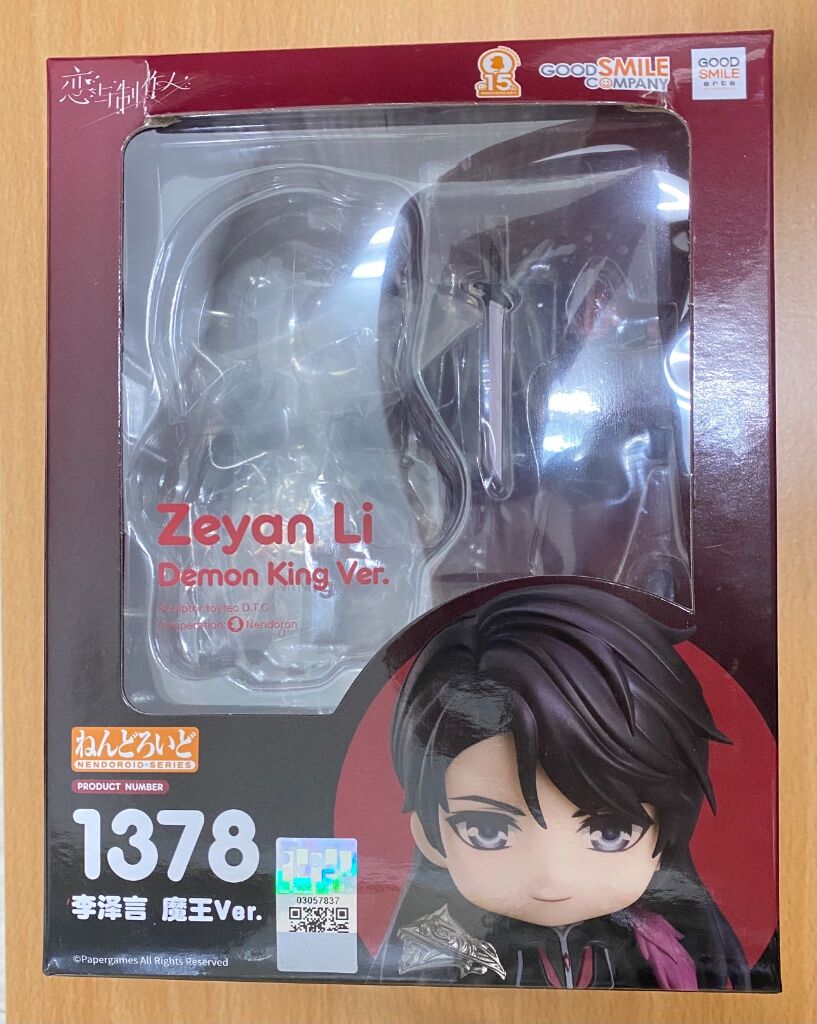 恋与制作人
15
ANNIVERSARY
GOOD SMILE
COMPANY
GOOD
SMILE
arts
Zeyan Li
Demon King Ver.
Sculptor:toytec D.T.C
Cooperation: Nendoron
ねんどろいど
NENDOROID-SERIES
PRODUCT NUMBER
1378
李泽言 魔王Ver.
03057837
©Papergames All Rights Reserved